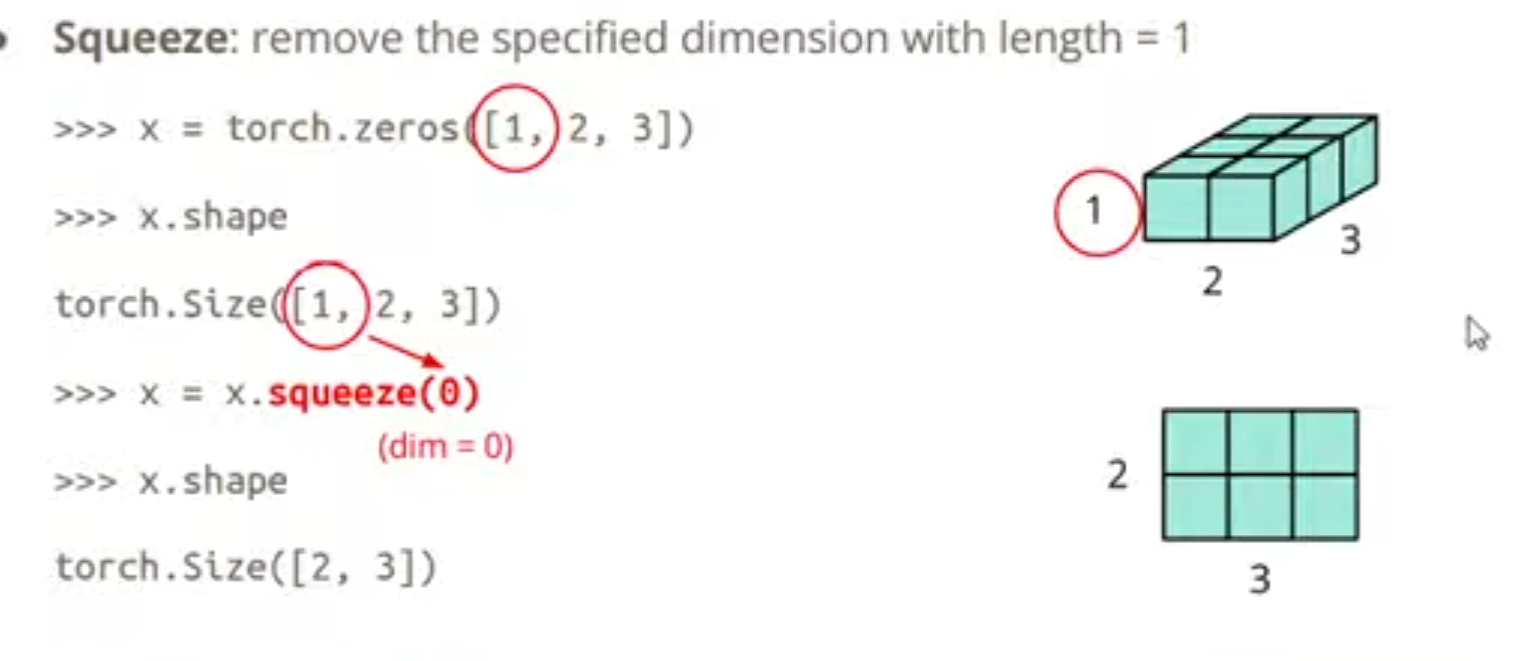 Squeeze: remove the specified dimension with length = 1
>>> x = torch.zeros([1, 2, 3])
>>> x.shape
torch.Size([1, 2, 3])
>>> x = x.squeeze(0)
(dim = 0)
>>> x.shape
torch.Size([2, 3])
1
3
2
2
3